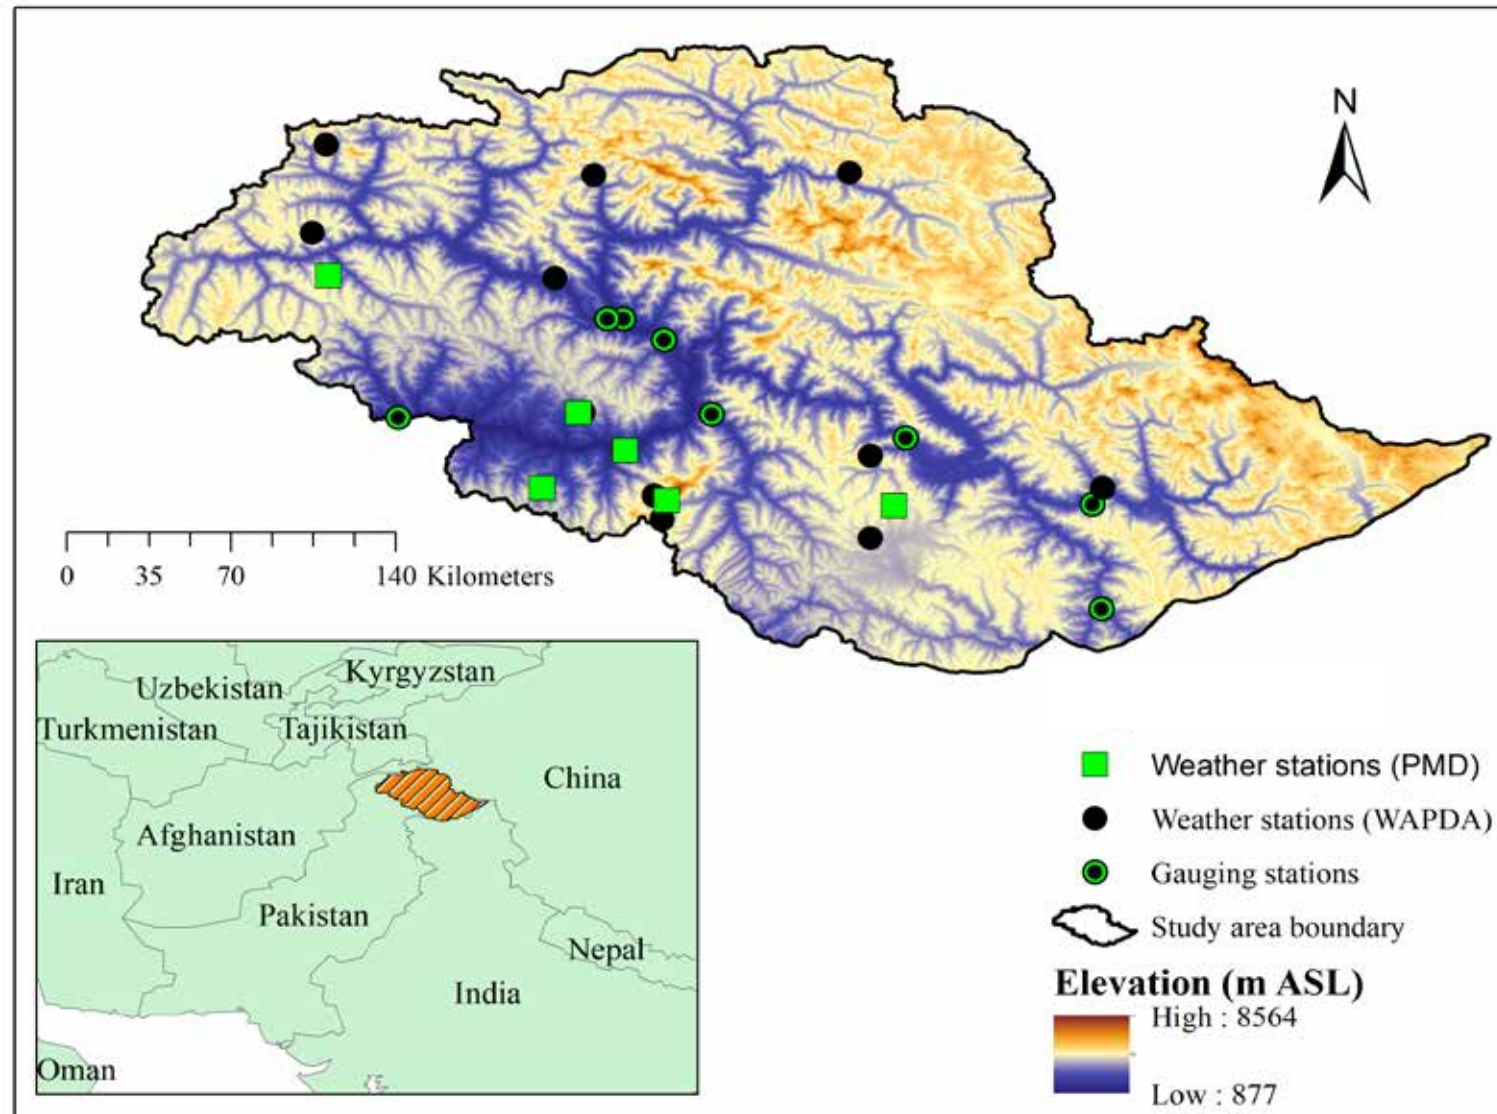 N
0 35 70 140 Kilometers
Kyrgyzstan
Uzbekistan
Turkmenistan Tajikistan
China
Afghanistan
Iran
Pakistan
Nepal
India
Oman
Weather stations (PMD)
Weather stations (WAPDA)
Gauging stations
Study area boundary
Elevation (m ASL)
High : 8564
Low : 877